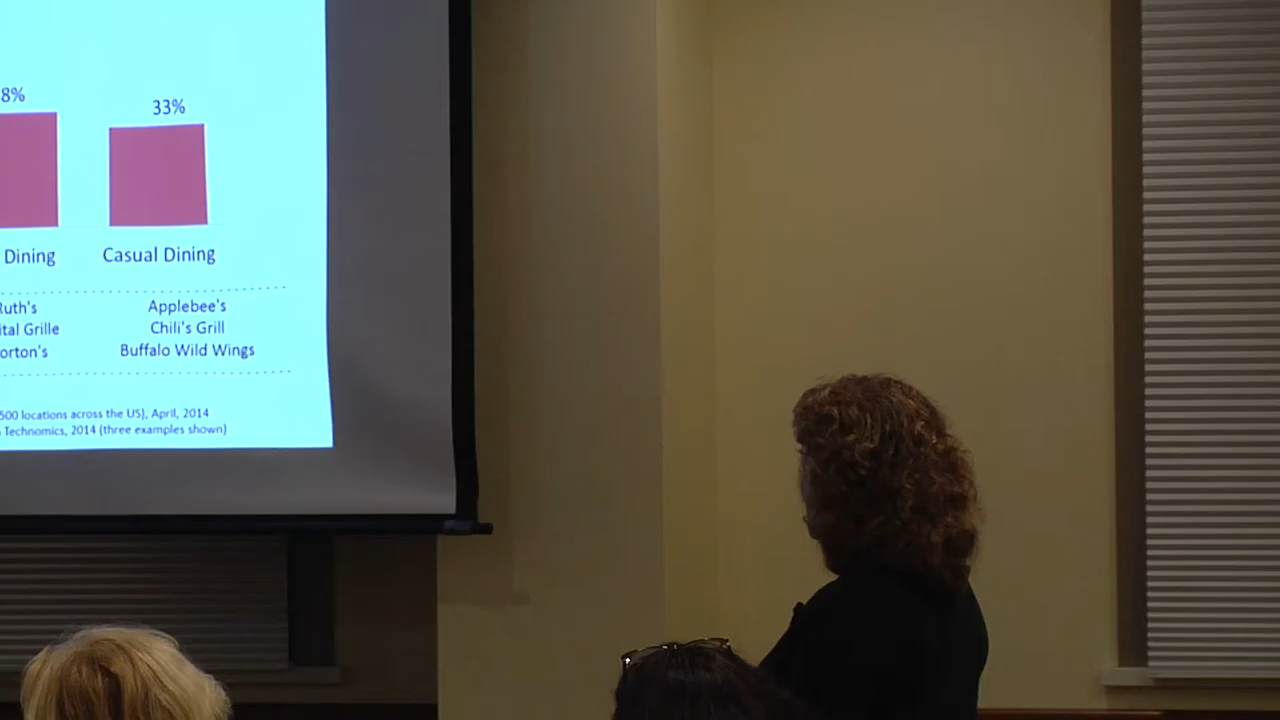 8%
33%
Dining
Casual Dining
Ruth's
Applebee's
ital Grille
Chili's Grill
orton's
Buffalo Wild Wings
500 locations across the US), April, 2014
Technomics, 2014 (three examples shown)